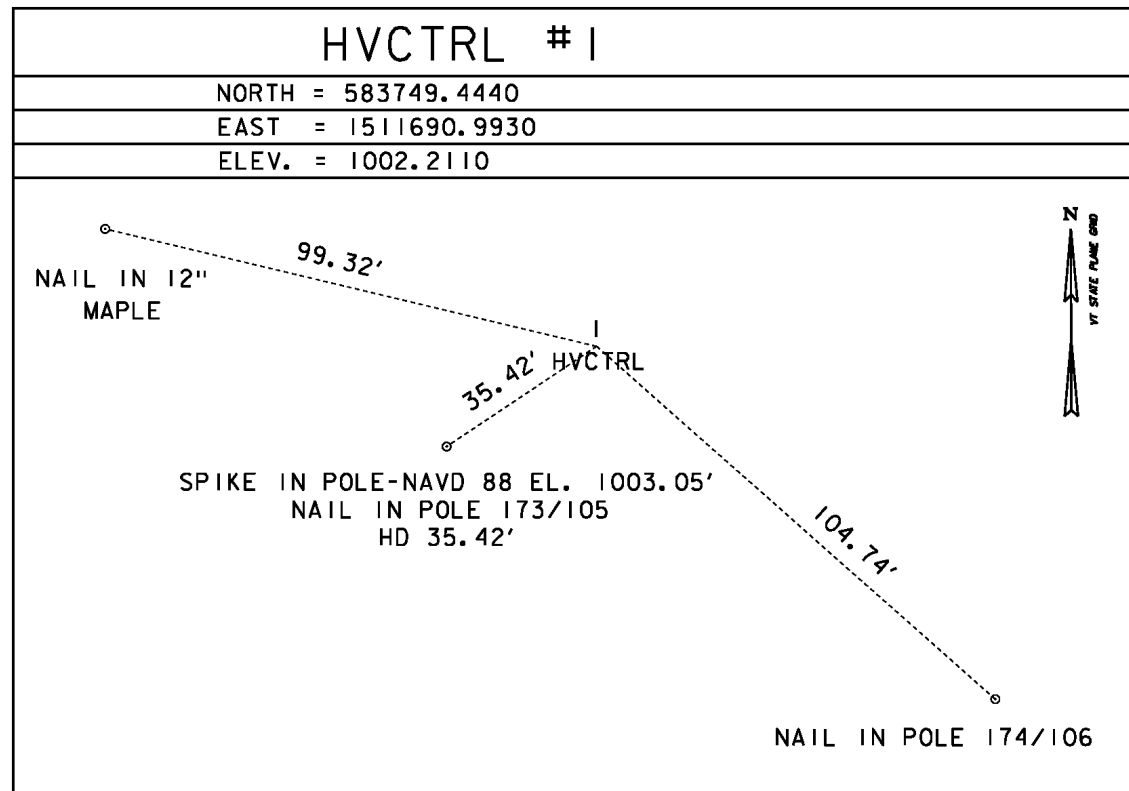 HVCTRL #1
NORTH = 583749.4440
EAST = 1511690.9930
ELEV. = 1002.2110
N
VT STATE PLANE GRID
99.32'
NAIL IN 12"
MAPLE
1
HVCTRL
35.42'
SPIKE IN POLE-NAVD 88 EL. 1003.05'
NAIL IN POLE 173/105
HD 35.42'
104.74'
NAIL IN POLE 174/106